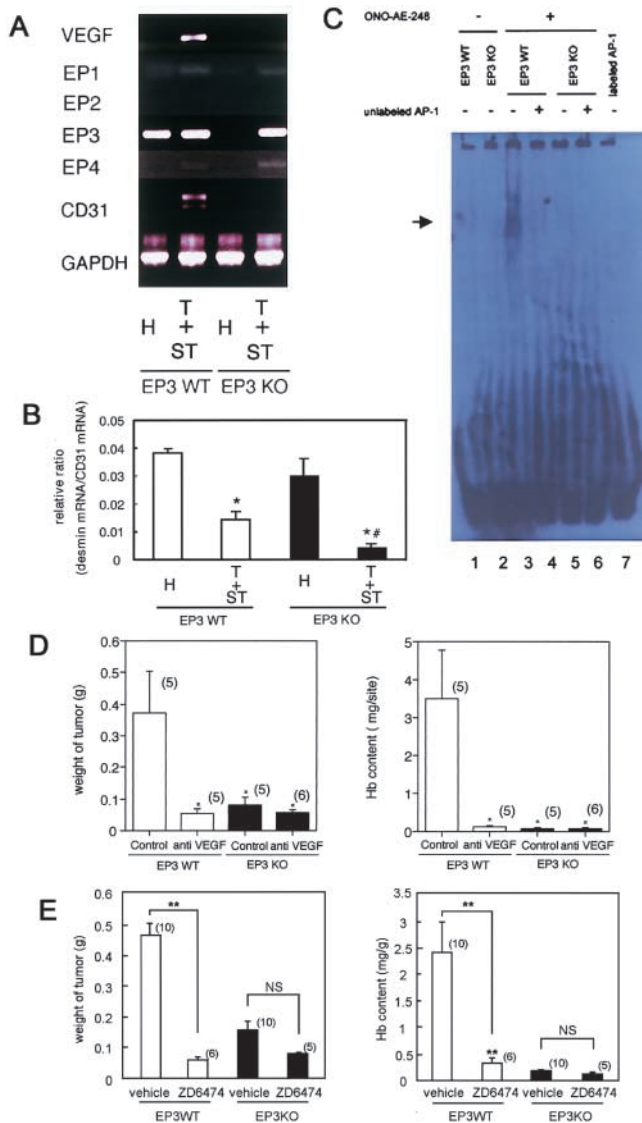 A
VEGF
EP1
EP2
EP3
EP4
CD31
GAPDH
H T + ST H T + ST
EP3 WT EP3 KO
B
relative ratio
(desmin mRNA/CD31 mRNA)
0.05
0.04
0.03
0.02
0.01
0
* *#
H T + ST H T + ST
EP3 WT EP3 KO
C
ONO-AE-248 - +
EP3 WT EP3 KO EP3 WT EP3 KO labeled AP-1
unlabeled AP-1 - - - + - + -
1 2 3 4 5 6 7
D
weight of tumor (g)
0.6
0.5
0.4
0.3
0.2
0.1
0
(5) (5) (5) (6)
* * *
Control anti VEGF Control anti VEGF
EP3 WT EP3 KO
Hb content ( mg/site)
5
4
3
2
1
0
(5) (5) (5) (6)
* * *
Control anti VEGF Control anti VEGF
EP3 WT EP3 KO
E
weight of tumor (g)
0.6
0.5
0.4
0.3
0.2
0.1
0
**
NS
(10) (6) (10) (5)
vehicle ZD6474 vehicle ZD6474
EP3WT EP3KO
Hb content (mg/g)
3.5
3
2.5
2
1.5
1
0.5
0
**
NS
(10) ** (6) (10) (5)
vehicle ZD6474 vehicle ZD6474
EP3WT EP3KO